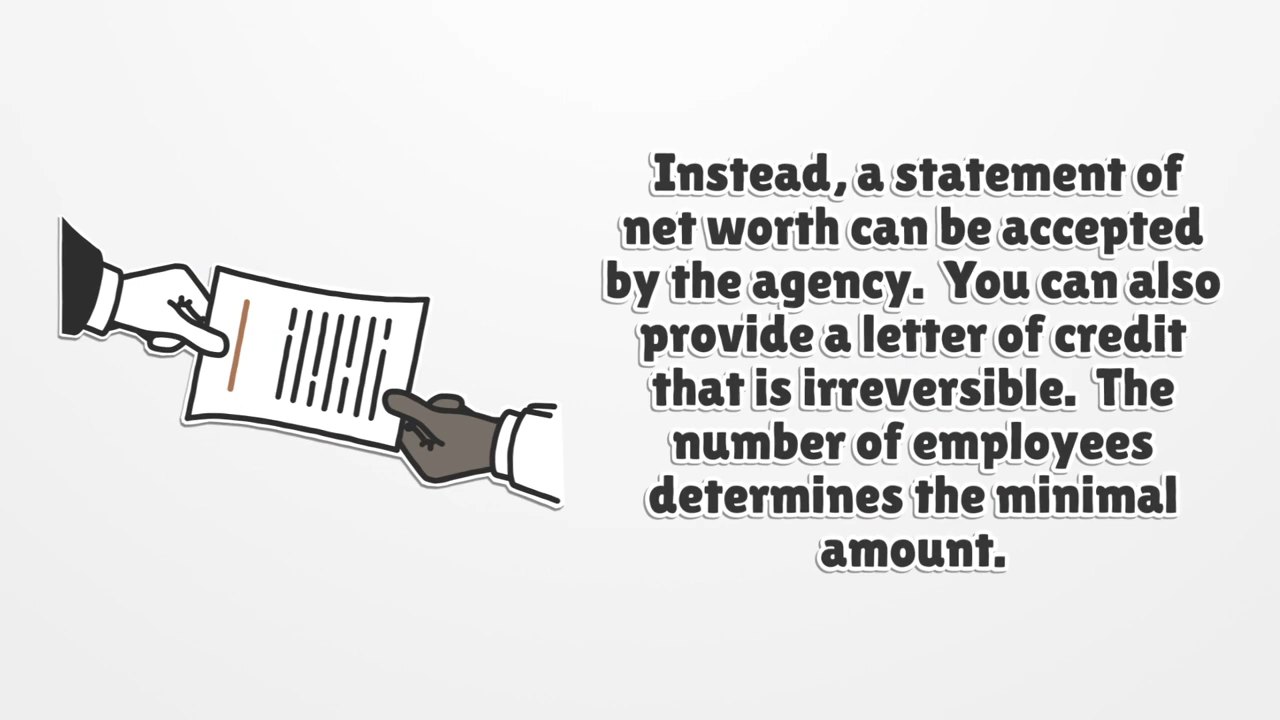 Instead, a statement of
net worth can be accepted
by the agency.  You can also
provide a letter of credit
that is irreversible.  The
number of employees
determines the minimal
amount.